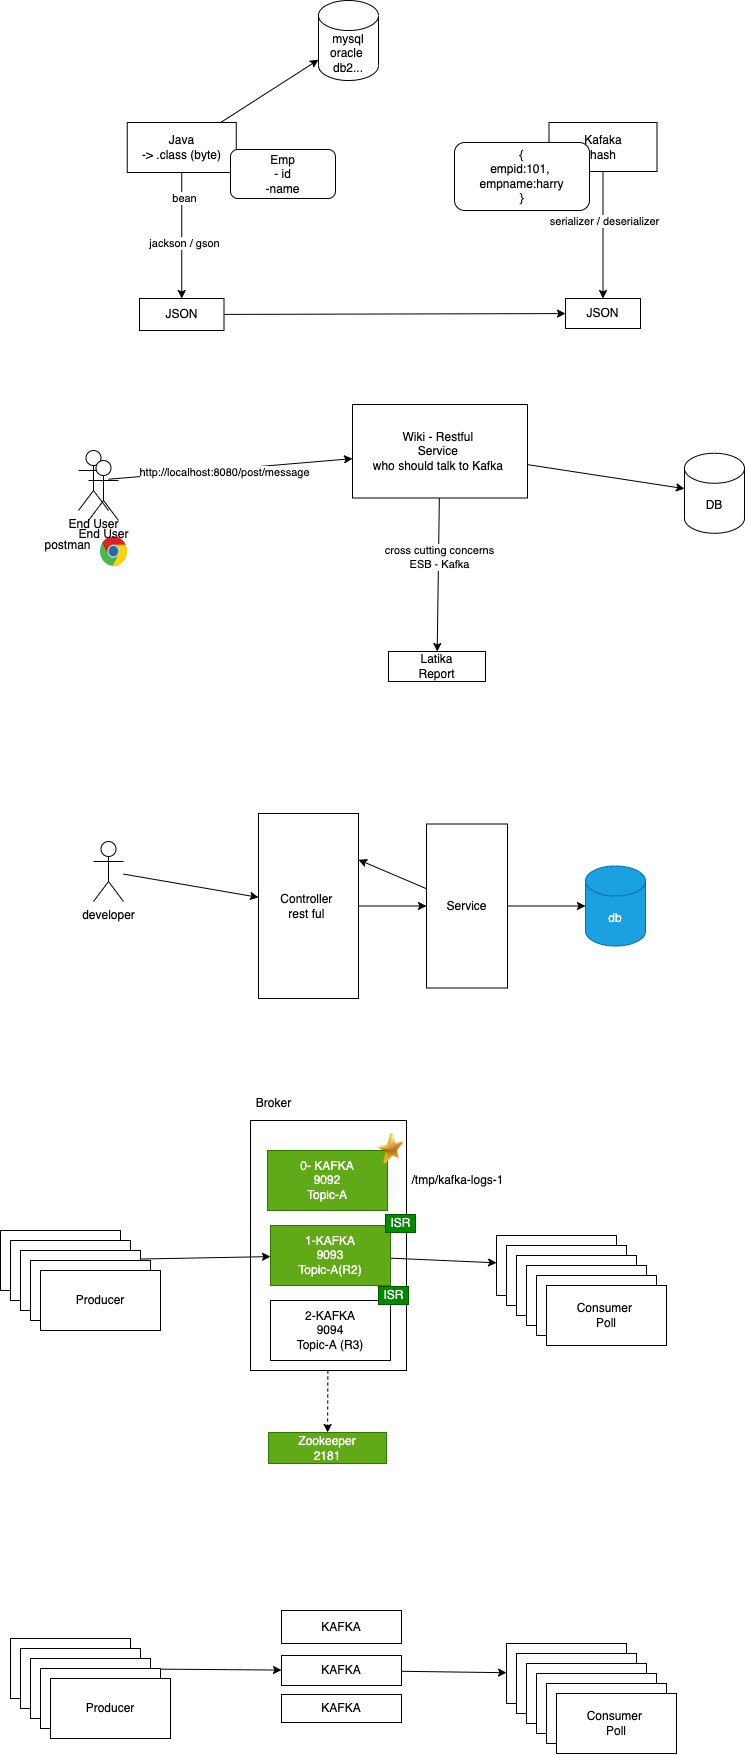 mysql
oracle
db2...
Java
-> .class (byte)
Emp
- id
-name
Kafaka
hash
{
empid:101,
empname:harry
}
bean
serializer / deserializer
jackson / gson
JSON
JSON
Wiki - Restful
Service
who should talk to Kafka
http://localhost:8080/post/message
DB
End User
End User
postman
cross cutting concerns
ESB - Kafka
Latika
Report
developer
Controller
rest ful
Service
db
Broker
0- KAFKA
9092
Topic-A
/tmp/kafka-logs-1
ISR
1-KAFKA
9093
Topic-A(R2)
ISR
2-KAFKA
9094
Topic-A (R3)
Producer
Consumer
Poll
Zookeeper
2181
KAFKA
KAFKA
KAFKA
Producer
Consumer
Poll